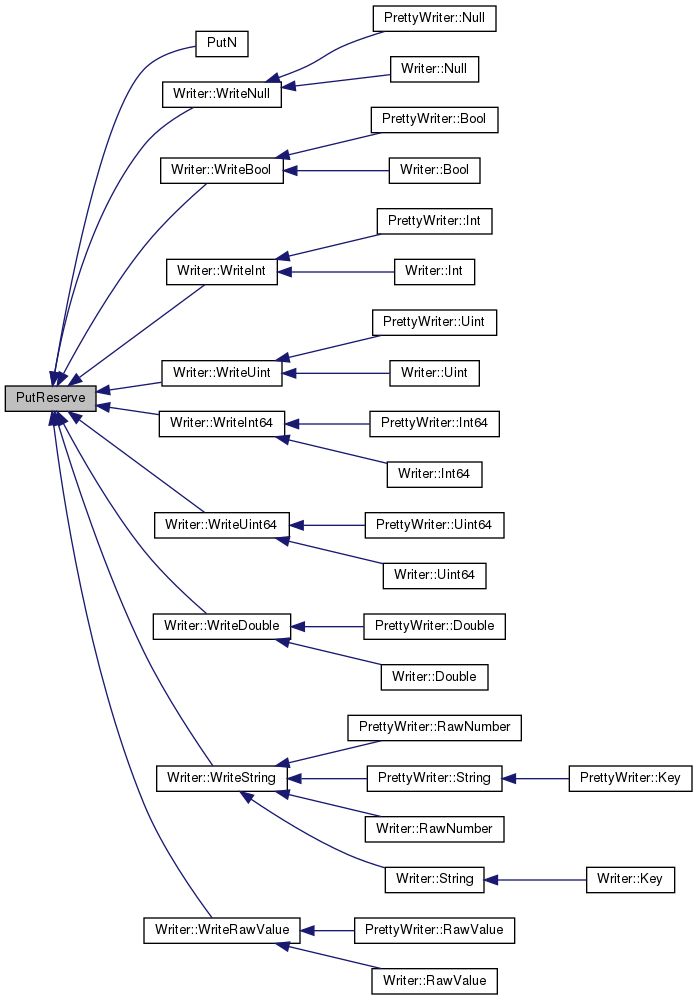 PrettyWriter::Null
PutN
Writer::Null
Writer::WriteNull
PrettyWriter::Bool
Writer::WriteBool
Writer::Bool
PrettyWriter::Int
Writer::WriteInt
Writer::Int
PrettyWriter::Uint
Writer::WriteUint
Writer::Uint
PutReserve
Writer::WriteInt64
PrettyWriter::Int64
Writer::Int64
Writer::WriteUint64
PrettyWriter::Uint64
Writer::Uint64
Writer::WriteDouble
PrettyWriter::Double
Writer::Double
PrettyWriter::RawNumber
Writer::WriteString
PrettyWriter::String
PrettyWriter::Key
Writer::RawNumber
Writer::String
Writer::Key
Writer::WriteRawValue
PrettyWriter::RawValue
Writer::RawValue